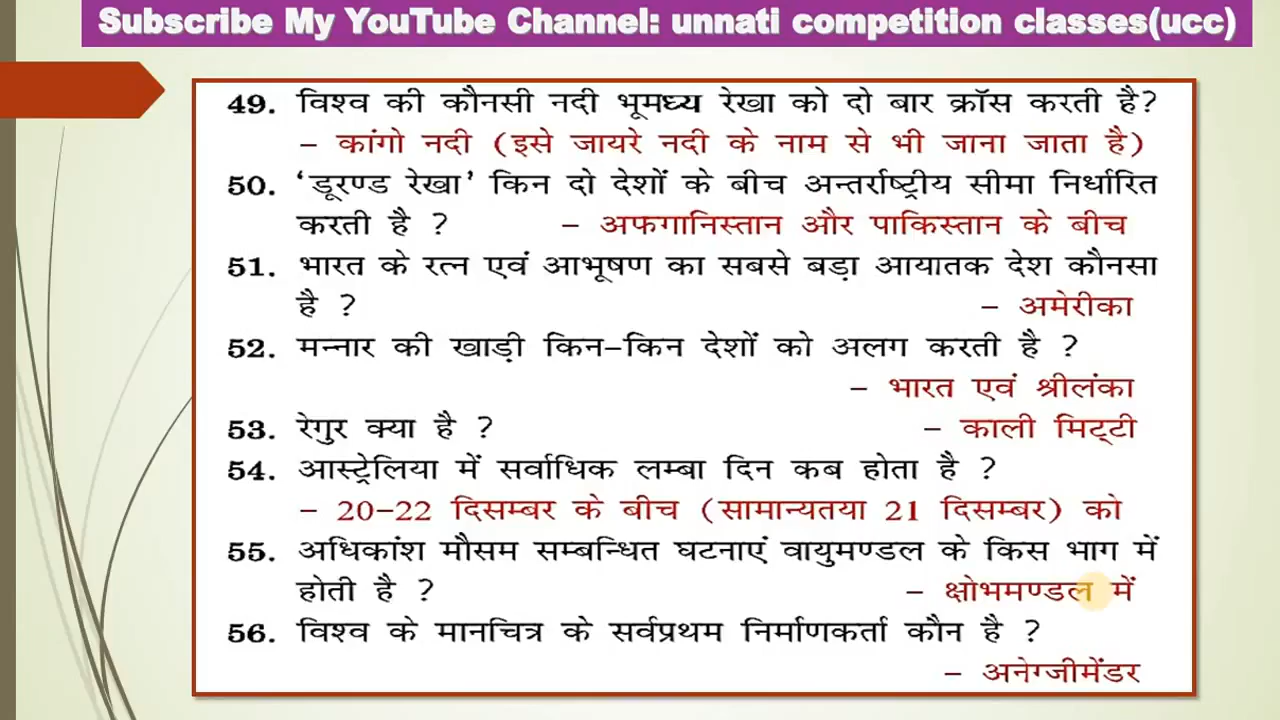 Subscribe My YouTube Channel: unnati competition classes(ucc)
49. विश्व की कौनसी नदी भूमध्य रेखा को दो बार क्रॉस करती है?
– कांगो नदी (इसे जायरे नदी के नाम से भी जाना जाता है)
50. ‘डूरण्ड रेखा’ किन दो देशों के बीच अन्तर्राष्ट्रीय सीमा निर्धारित
करती है ? – अफगानिस्तान और पाकिस्तान के बीच
51. भारत के रत्न एवं आभूषण का सबसे बड़ा आयातक देश कौनसा
है ? – अमेरीका
52. मन्नार की खाड़ी किन–किन देशों को अलग करती है ?
– भारत एवं श्रीलंका
53. रेगुर क्या है ? – काली मिट्टी
54. आस्ट्रेलिया में सर्वाधिक लम्बा दिन कब होता है ?
– 20–22 दिसम्बर के बीच (सामान्यतया 21 दिसम्बर) को
55. अधिकांश मौसम सम्बन्धित घटनाएं वायुमण्डल के किस भाग में
होती है ? – क्षोभमण्डल में
56. विश्व के मानचित्र के सर्वप्रथम निर्माणकर्ता कौन है ?
– अनेग्जीमेंडर